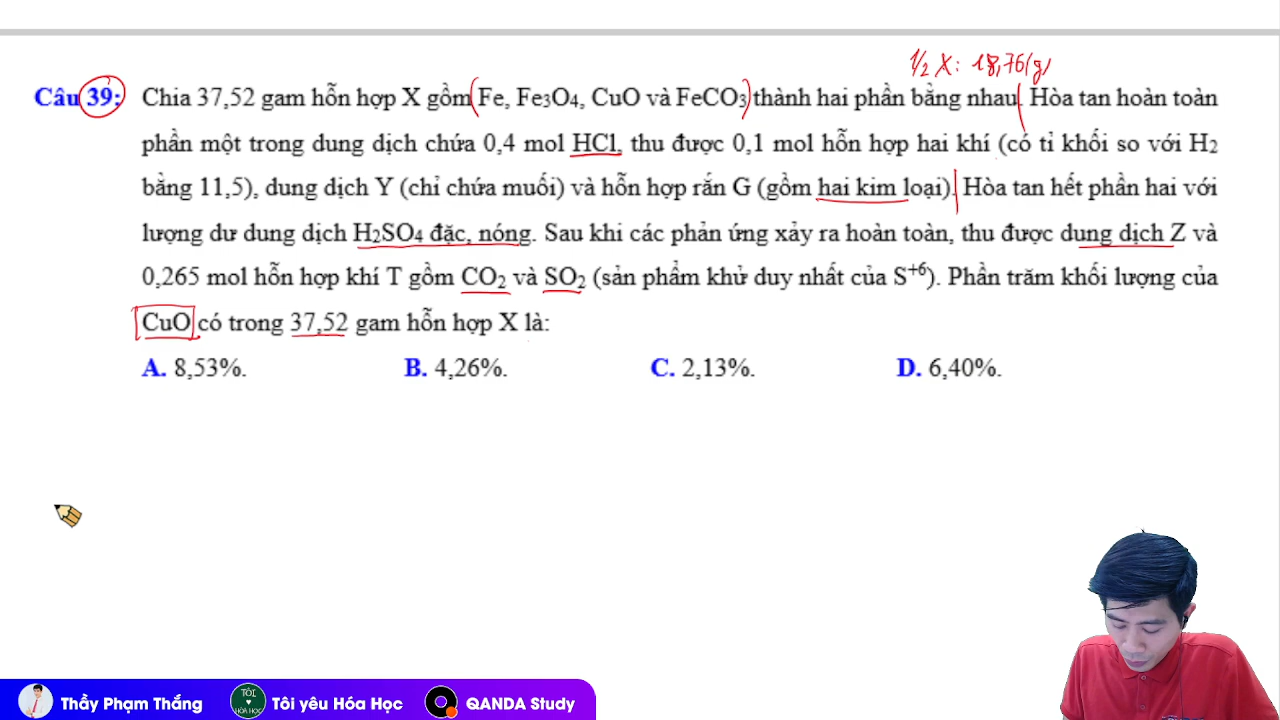 1/2 X: 18,76(g)
Câu 39: Chia 37,52 gam hỗn hợp X gồm Fe, Fe3O4, CuO và FeCO3 thành hai phần bằng nhau. Hòa tan hoàn toàn
phần một trong dung dịch chứa 0,4 mol HCl, thu được 0,1 mol hỗn hợp hai khí (có tỉ khối so với H2
bằng 11,5), dung dịch Y (chỉ chứa muối) và hỗn hợp rắn G (gồm hai kim loại). Hòa tan hết phần hai với
lượng dư dung dịch H2SO4 đặc, nóng. Sau khi các phản ứng xảy ra hoàn toàn, thu được dung dịch Z và
0,265 mol hỗn hợp khí T gồm CO2 và SO2 (sản phẩm khử duy nhất của S+6). Phần trăm khối lượng của
CuO có trong 37,52 gam hỗn hợp X là:
A. 8,53%. B. 4,26%. C. 2,13%. D. 6,40%.
Thầy Phạm Thắng TÔI ♥ HÓA HỌC Tôi yêu Hóa Học QANDA Study